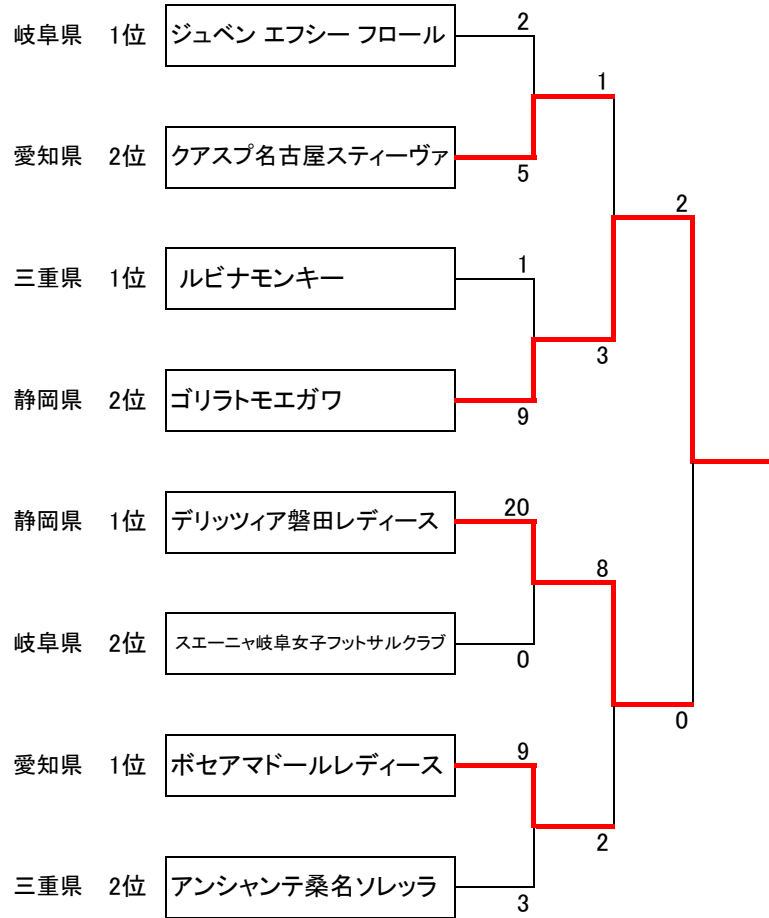 岐阜県 1位 ジュベン エフシー フロール 2
1
愛知県 2位 クアスプ名古屋スティーヴァ 5
2
三重県 1位 ルビナモンキー 1
3
静岡県 2位 ゴリラトモエガワ 9
静岡県 1位 デリッツィア磐田レディース 20
8
岐阜県 2位 スエーニャ岐阜女子フットサルクラブ 0
0
愛知県 1位 ボセアマドールレディース 9
2
三重県 2位 アンシャンテ桑名ソレッラ 3